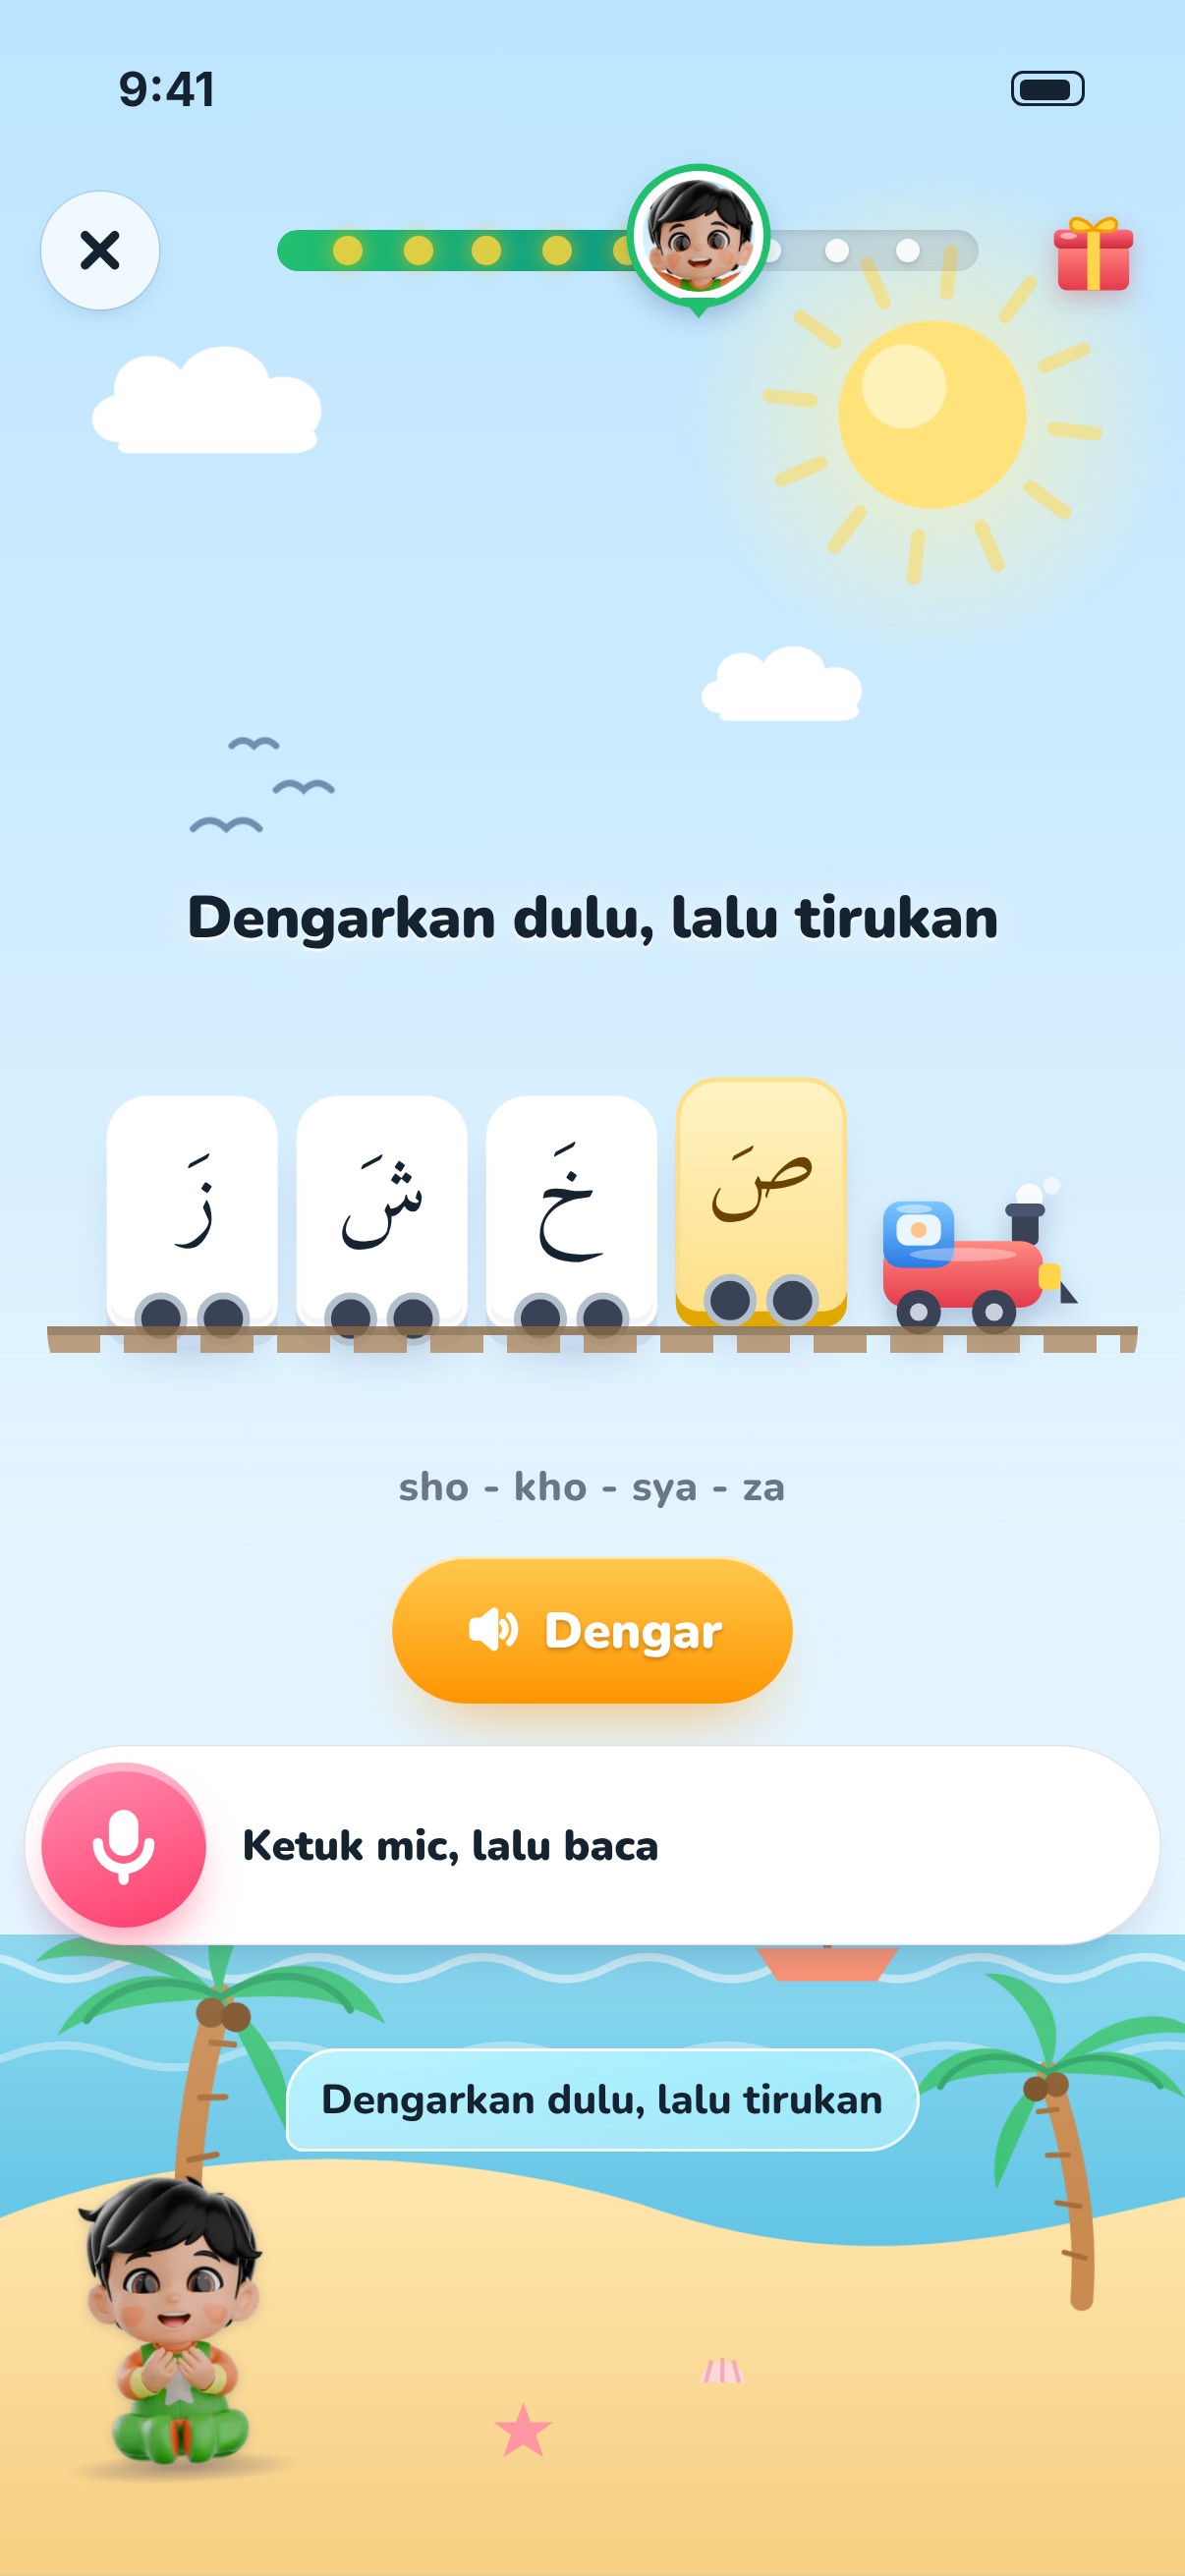 9:41
Dengarkan dulu, lalu tirukan
صَ خَ شَ زَ
sho - kho - sya - za
Dengar
Ketuk mic, lalu baca
Dengarkan dulu, lalu tirukan